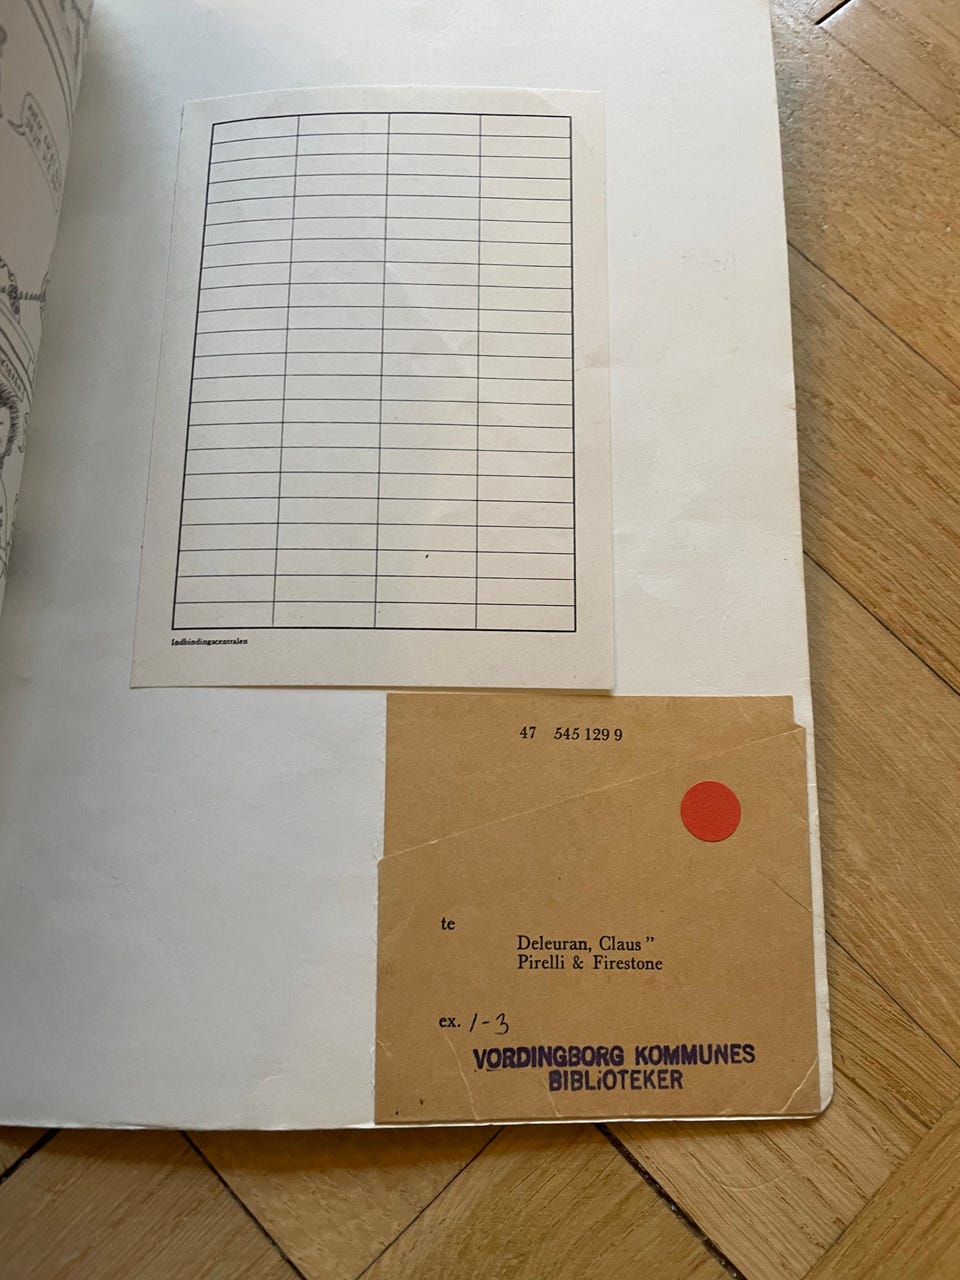 Indbindingscentralen
47 545 129 9
te
Deleuran, Claus ”
Pirelli & Firestone
ex. 1-3
VORDINGBORG KOMMUNES
BIBLiOTEKER